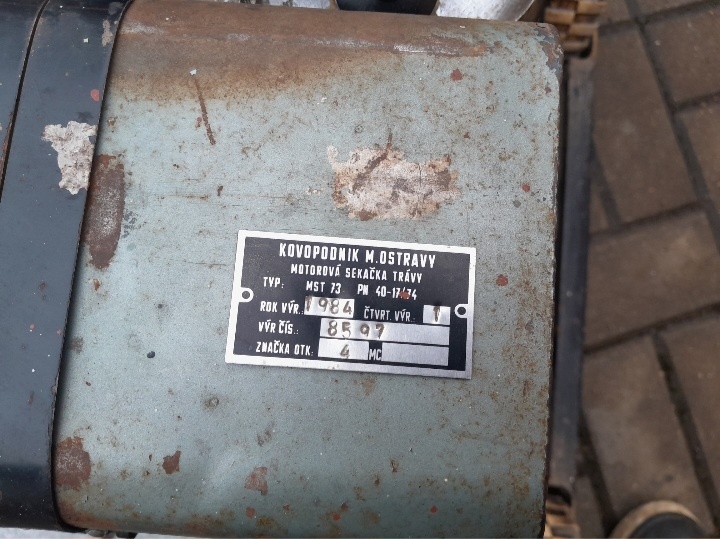 KOVOPODNIK M.OSTRAVY
MOTOROVÁ SEKAČKA TRÁVY
TYP: MST 73 PN 40-17/74
ROK VÝR.: 1984 ČTVRT. VÝR.: 1
VÝR ČÍS.: 8597
ZNAČKA OTK: 4 MC